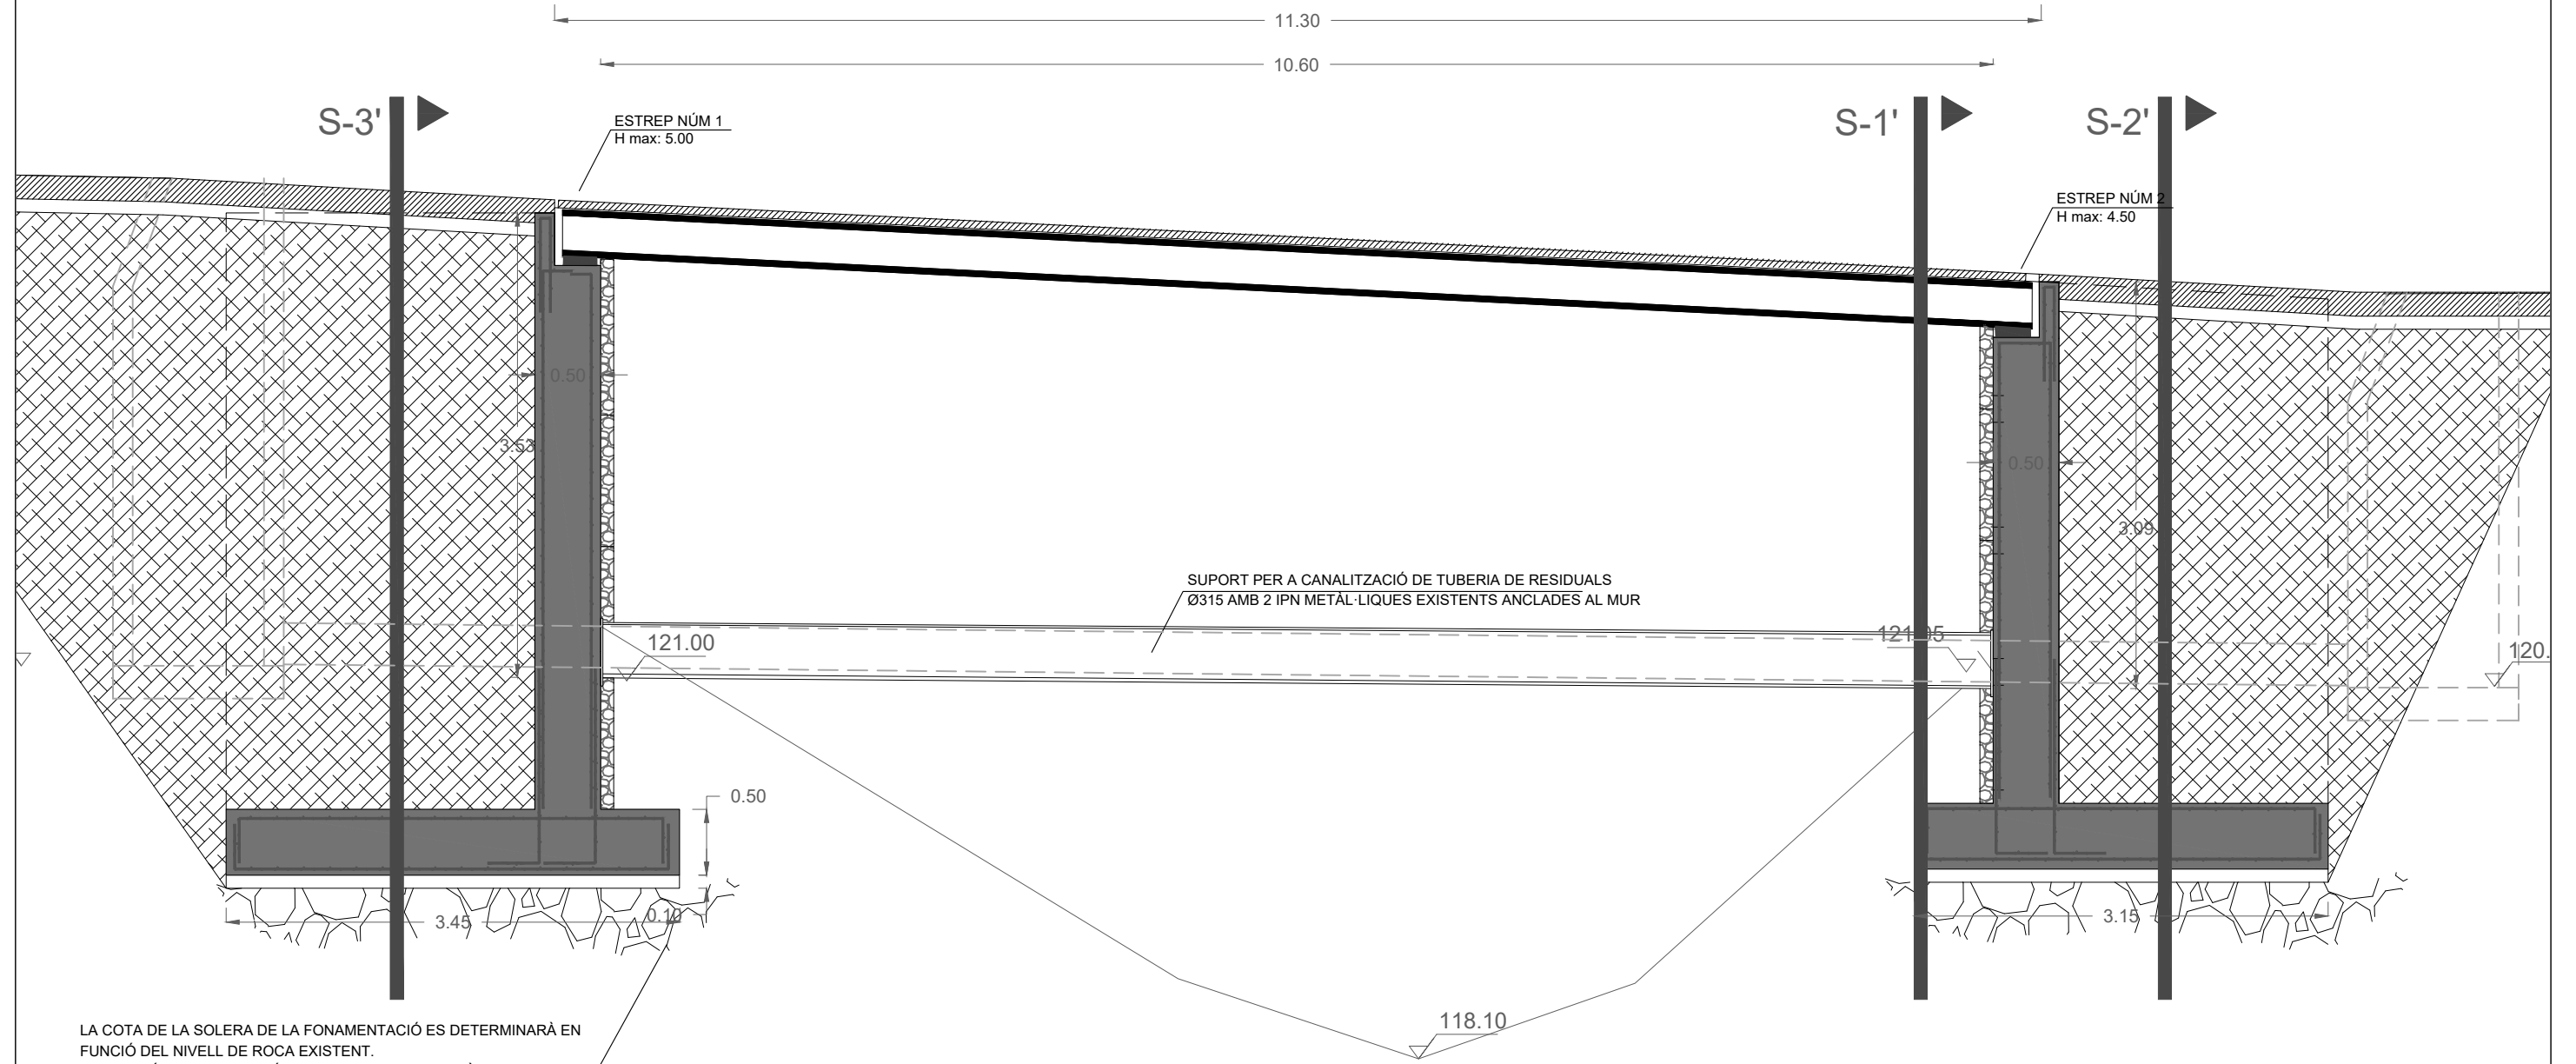 11.30
10.60
S-3'
S-1'
S-2'
ESTREP NÚM 1
H max: 5.00
ESTREP NÚM 2
H max: 4.50
0.50
3.53
0.50
3.09
SUPORT PER A CANALITZACIÓ DE TUBERIA DE RESIDUALS
Ø315 AMB 2 IPN METÀL·LIQUES EXISTENTS ANCLADES AL MUR
121.00
121.05
120.
0.50
0.10
3.45
3.15
118.10
LA COTA DE LA SOLERA DE LA FONAMENTACIÓ ES DETERMINARÀ EN
FUNCIÓ DEL NIVELL DE ROCA EXISTENT.